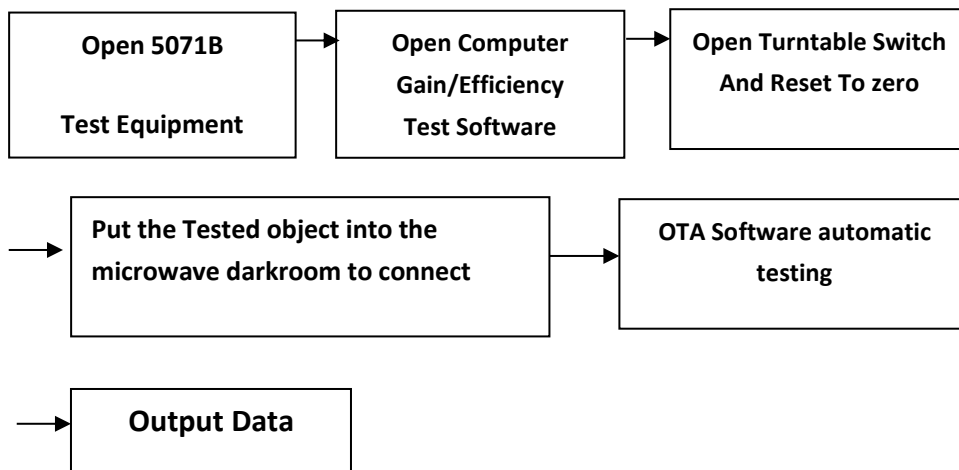 Open 5071B
Test Equipment
Open Computer
Gain/Efficiency
Test Software
Open Turntable Switch
And Reset To zero
Put the Tested object into the
microwave darkroom to connect
OTA Software automatic
testing
Output Data